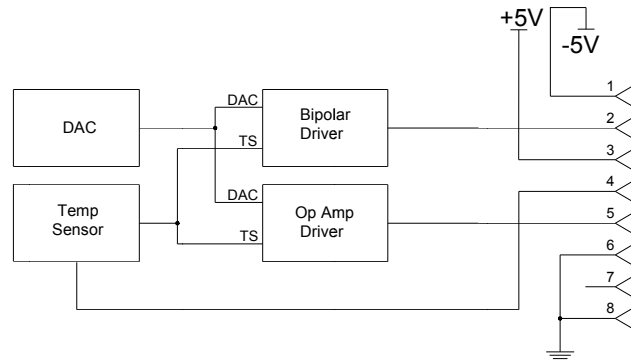 +5V
-5V
1
DAC
DAC
Bipolar
Driver
2
TS
3
Temp
Sensor
DAC
Op Amp
Driver
4
5
TS
6
7
8